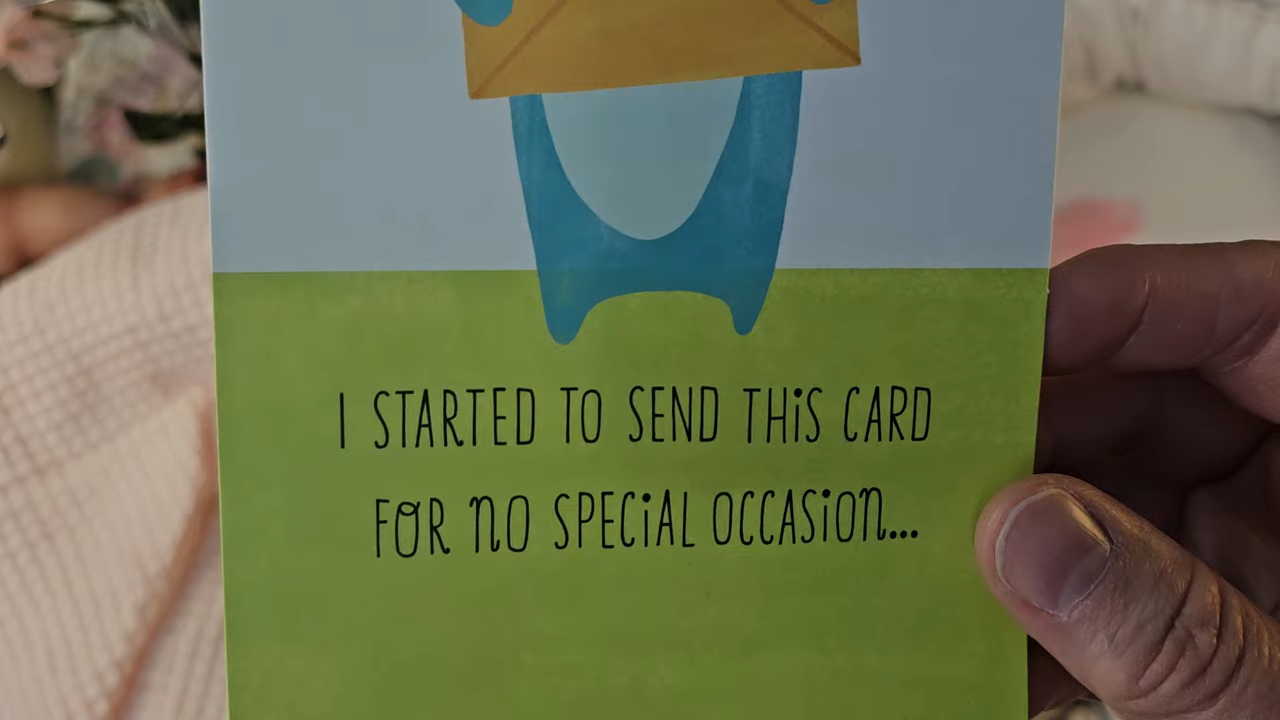 I STARTED TO SEND THiS CARD
FOR NO SPECiAL OCCASiON...